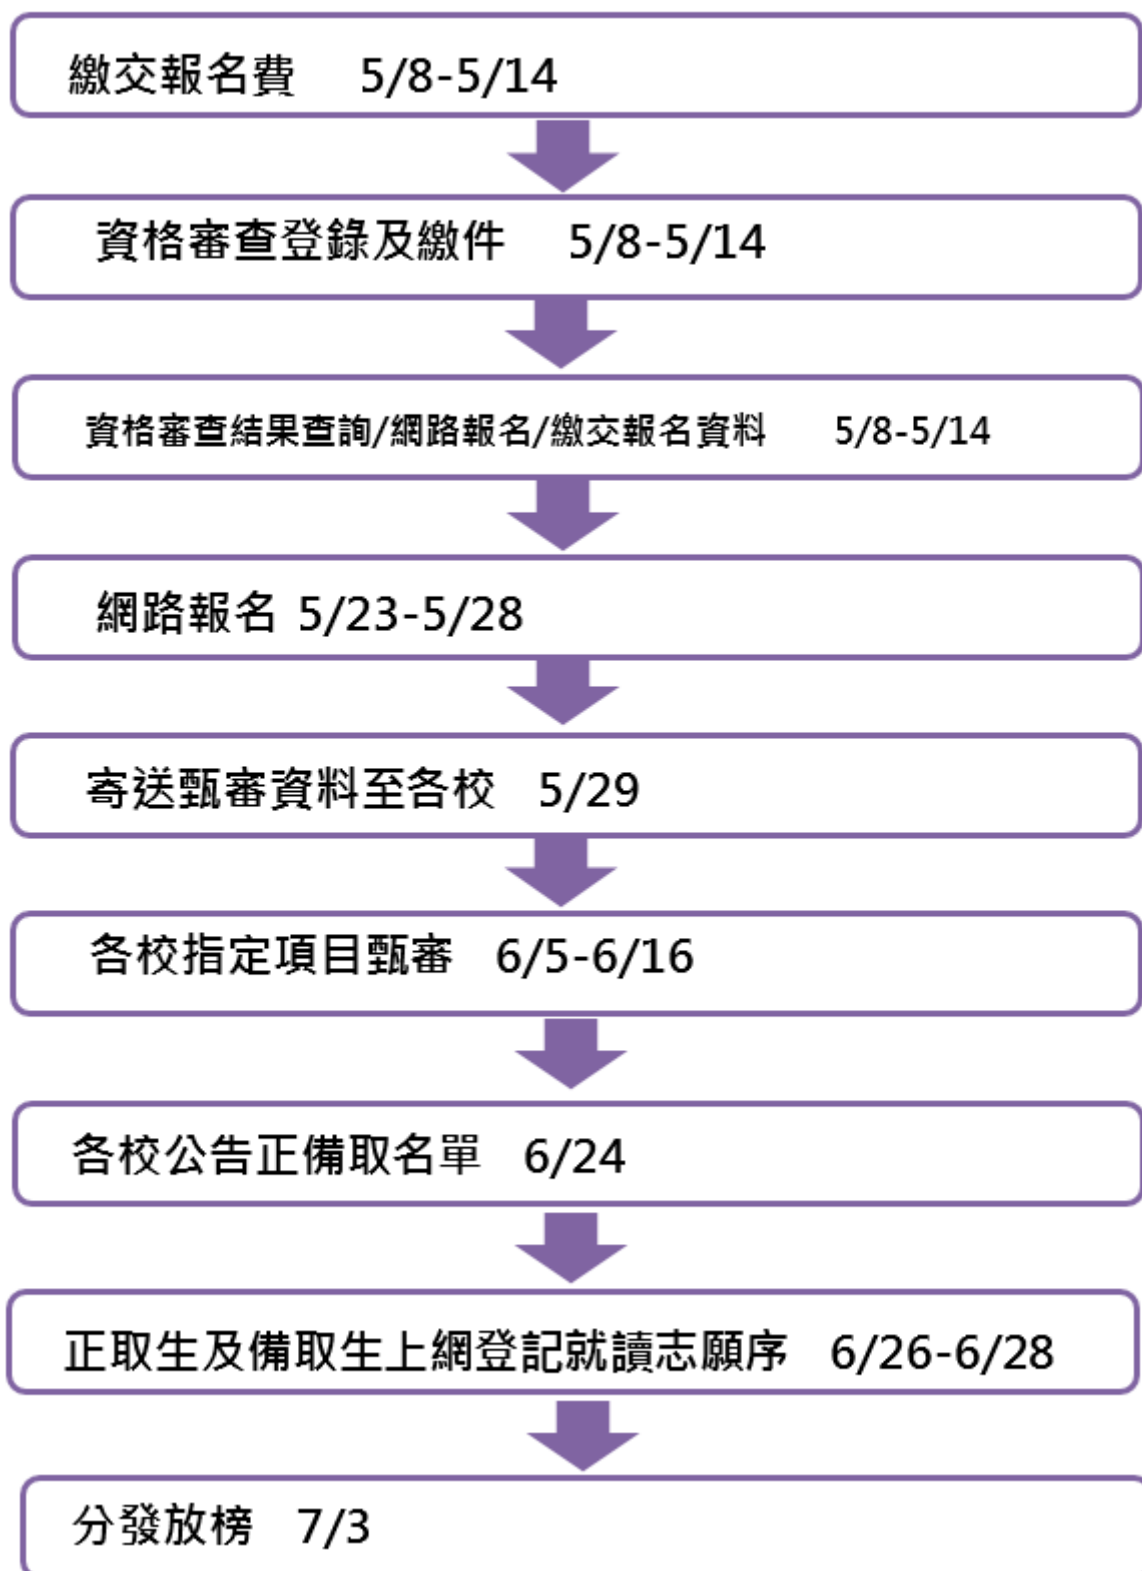 繳交報名費 5/8-5/14
資格審查登錄及繳件 5/8-5/14
資格審查結果查詢/網路報名/繳交報名資料 5/8-5/14
網路報名 5/23-5/28
寄送甄審資料至各校 5/29
各校指定項目甄審 6/5-6/16
各校公告正備取名單 6/24
正取生及備取生上網登記就讀志願序 6/26-6/28
分發放榜 7/3